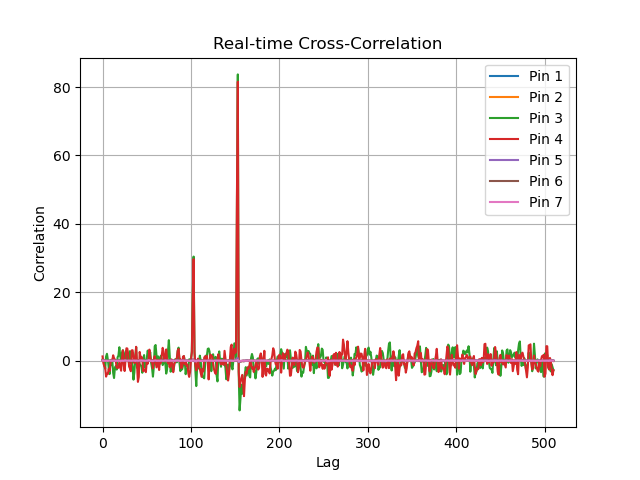 Real-time Cross-Correlation
80
60
40
20
0
Correlation
Pin 1
Pin 2
Pin 3
Pin 4
Pin 5
Pin 6
Pin 7
0 100 200 300 400 500
Lag